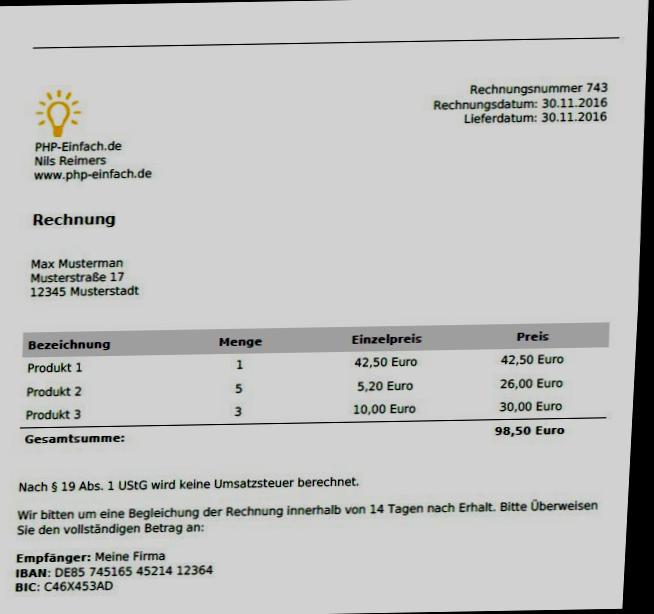 Rechnungsnummer 743
Rechnungsdatum: 30.11.2016
Lieferdatum: 30.11.2016
PHP-Einfach.de
Nils Reimers
www.php-einfach.de
Rechnung
Max Musterman
Musterstraße 17
12345 Musterstadt
Bezeichnung Menge Einzelpreis Preis
Produkt 1 1 42,50 Euro 42,50 Euro
Produkt 2 5 5,20 Euro 26,00 Euro
Produkt 3 3 10,00 Euro 30,00 Euro
Gesamtsumme: 98,50 Euro
Nach § 19 Abs. 1 UStG wird keine Umsatzsteuer berechnet.
Wir bitten um eine Begleichung der Rechnung innerhalb von 14 Tagen nach Erhalt. Bitte Überweisen
Sie den vollständigen Betrag an:
Empfänger: Meine Firma
IBAN: DE85 745165 45214 12364
BIC: C46X453AD